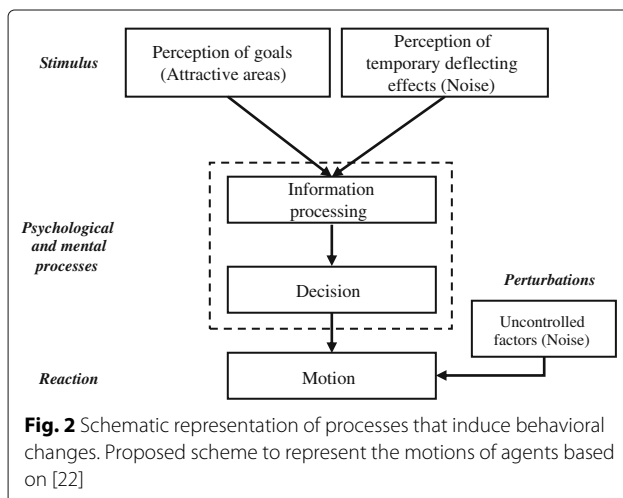 Stimulus
Perception of goals
(Attractive areas)
Perception of
temporary deflecting
effects (Noise)
Psychological
and mental
processes
Information
processing
Decision
Perturbations
Uncontrolled
factors (Noise)
Reaction
Motion
Fig. 2 Schematic representation of processes that induce behavioral
changes. Proposed scheme to represent the motions of agents based
on [22]